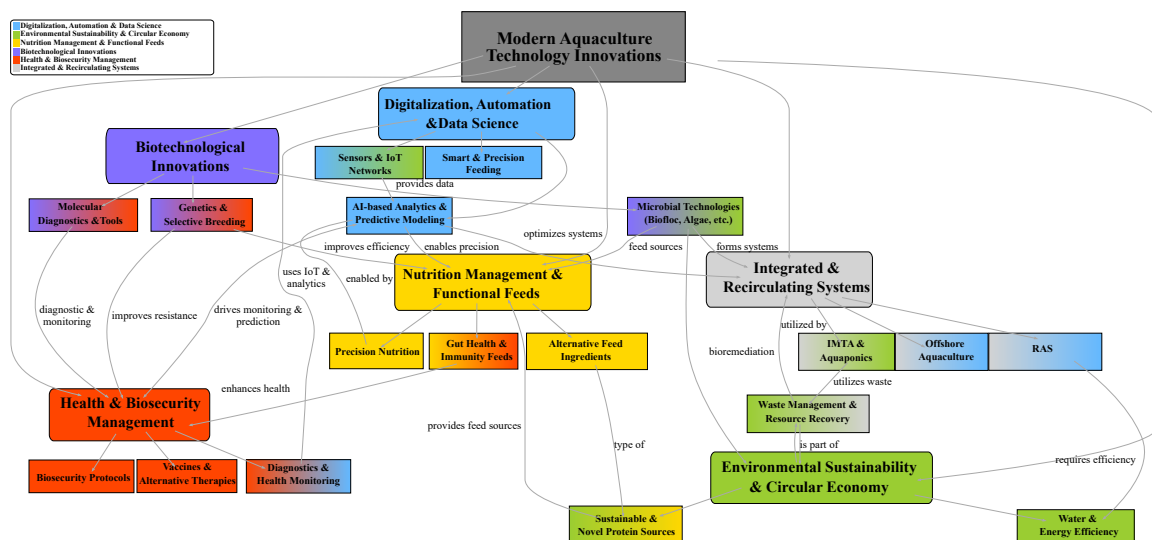 Digitalization, Automation & Data Science
Environmental Sustainability & Circular Economy
Nutrition Management & Functional Feeds
Biotechnological Innovations
Health & Biosecurity Management
Integrated & Recirculating Systems
Modern Aquaculture
Technology Innovations
Digitalization, Automation
&Data Science
Biotechnological
Innovations
Sensors & IoT
Networks
Smart & Precision
Feeding
provides data
Molecular
Diagnostics &Tools
Genetics &
Selective Breeding
AI-based Analytics &
Predictive Modeling
Microbial Technologies
(Biofloc, Algae, etc.)
optimizes systems
improves efficiency
enables precision
feed sources
forms systems
Nutrition Management &
Functional Feeds
Integrated &
Recirculating Systems
uses IoT &
analytics
enabled by
diagnostic &
monitoring
improves resistance
drives monitoring &
prediction
utilized by
Precision Nutrition
Gut Health &
Immunity Feeds
Alternative Feed
Ingredients
bioremediation
IMTA &
Aquaponics
Offshore
Aquaculture
RAS
enhances health
utilizes waste
Health & Biosecurity
Management
Waste Management &
Resource Recovery
provides feed sources
type of
is part of
requires efficiency
Biosecurity Protocols
Vaccines &
Alternative Therapies
Diagnostics &
Health Monitoring
Environmental Sustainability
& Circular Economy
Sustainable &
Novel Protein Sources
Water &
Energy Efficiency